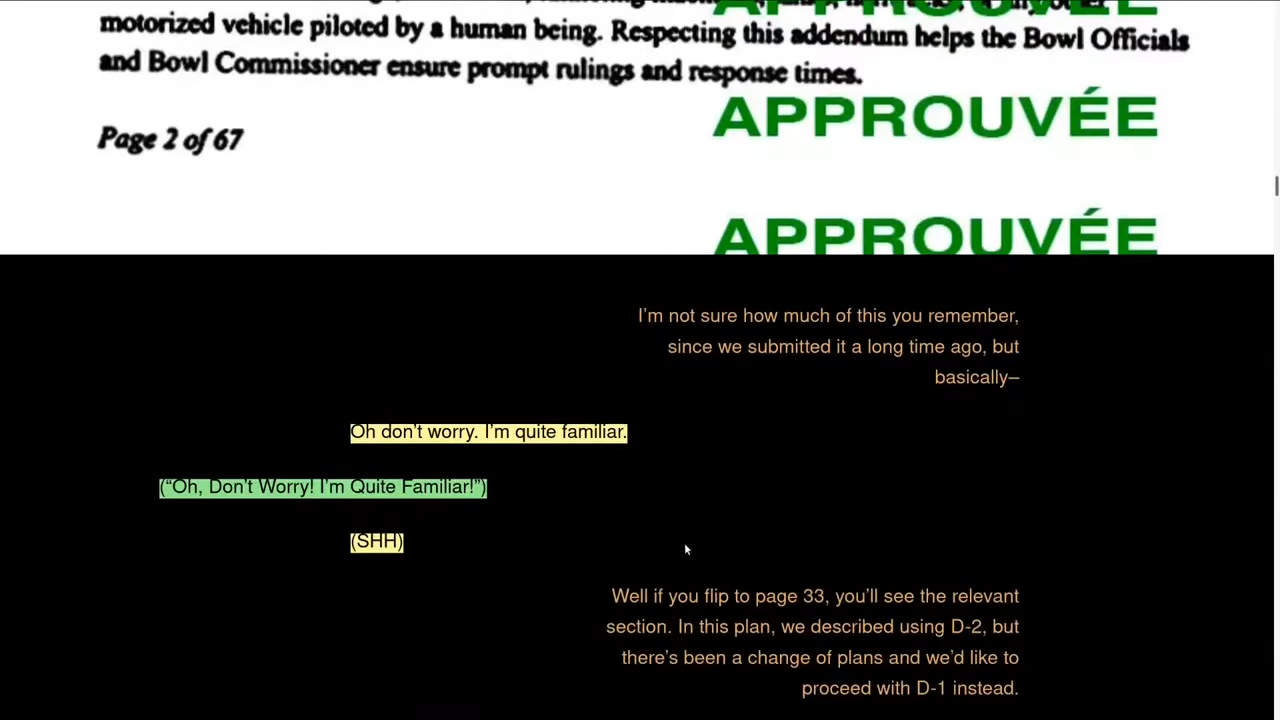 APPROUVÉE
motorized vehicle piloted by a human being. Respecting this addendum helps the Bowl Officials
and Bowl Commissioner ensure prompt rulings and response times.
APPROUVÉE
Page 2 of 67
APPROUVÉE
I'm not sure how much of this you remember,
since we submitted it a long time ago, but
basically–
Oh don't worry. I'm quite familiar.
(“Oh, Don't Worry! I'm Quite Familiar!”)
(SHH)
Well if you flip to page 33, you'll see the relevant
section. In this plan, we described using D-2, but
there's been a change of plans and we'd like to
proceed with D-1 instead.